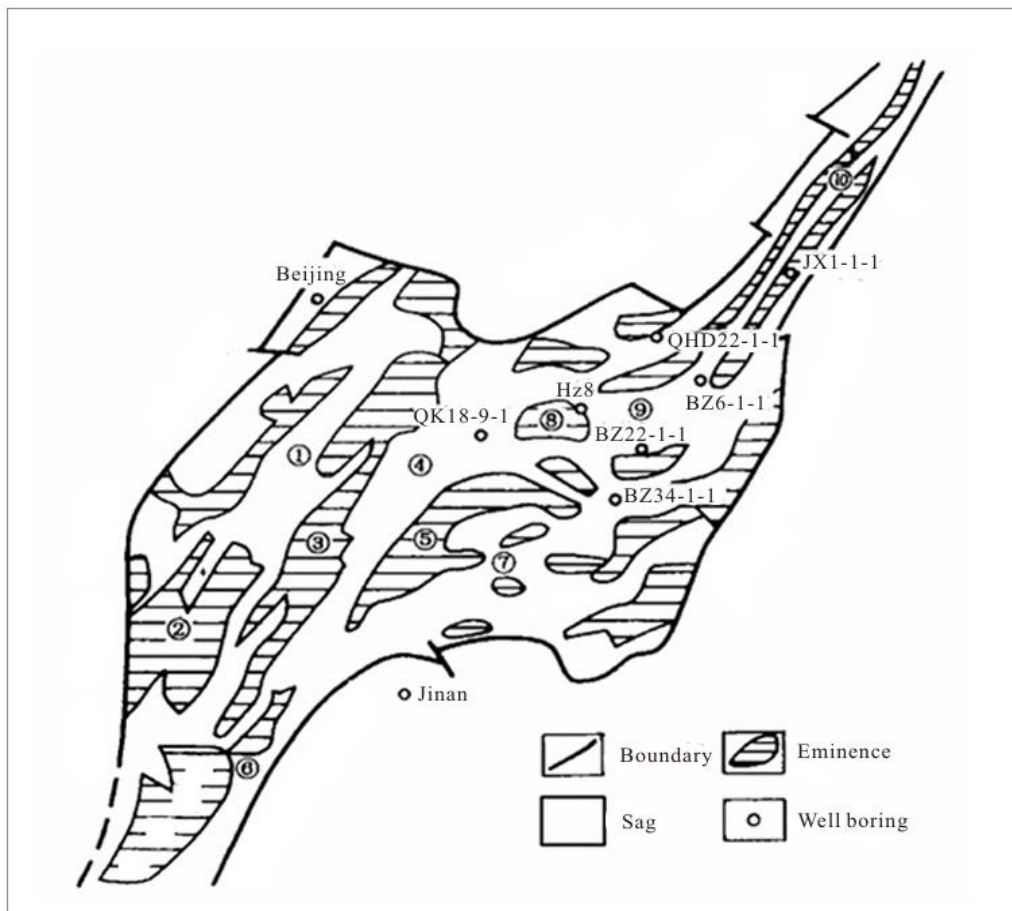 ⑩
JX1-1-1
Beijing
QHD22-1-1
Hz8
BZ6-1-1
QK18-9-1
⑧
⑨
BZ22-1-1
①
④
BZ34-1-1
③
⑤
⑦
②
Jinan
⑥
Boundary
Eminence
Sag
Well boring